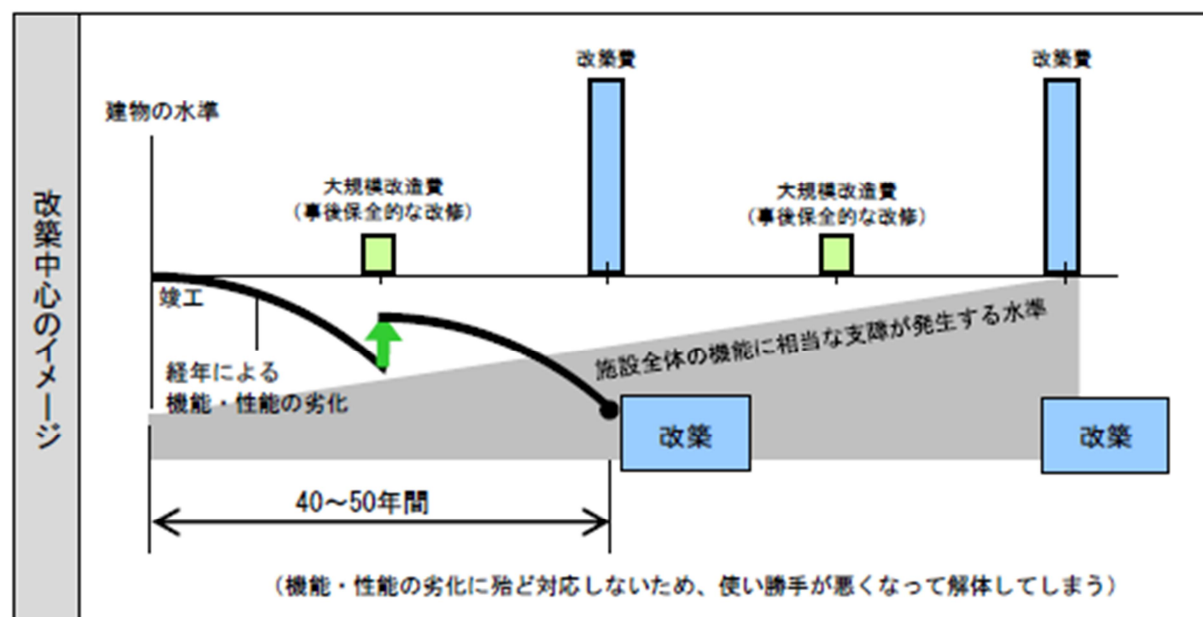 改築中心のイメージ
改築費
改築費
建物の水準
大規模改造費
（事後保全的な改修）
大規模改造費
（事後保全的な改修）
竣工
施設全体の機能に相当な支障が発生する水準
経年による
機能・性能の劣化
改築
改築
40～50年間
（機能・性能の劣化に殆ど対応しないため、使い勝手が悪くなって解体してしまう）